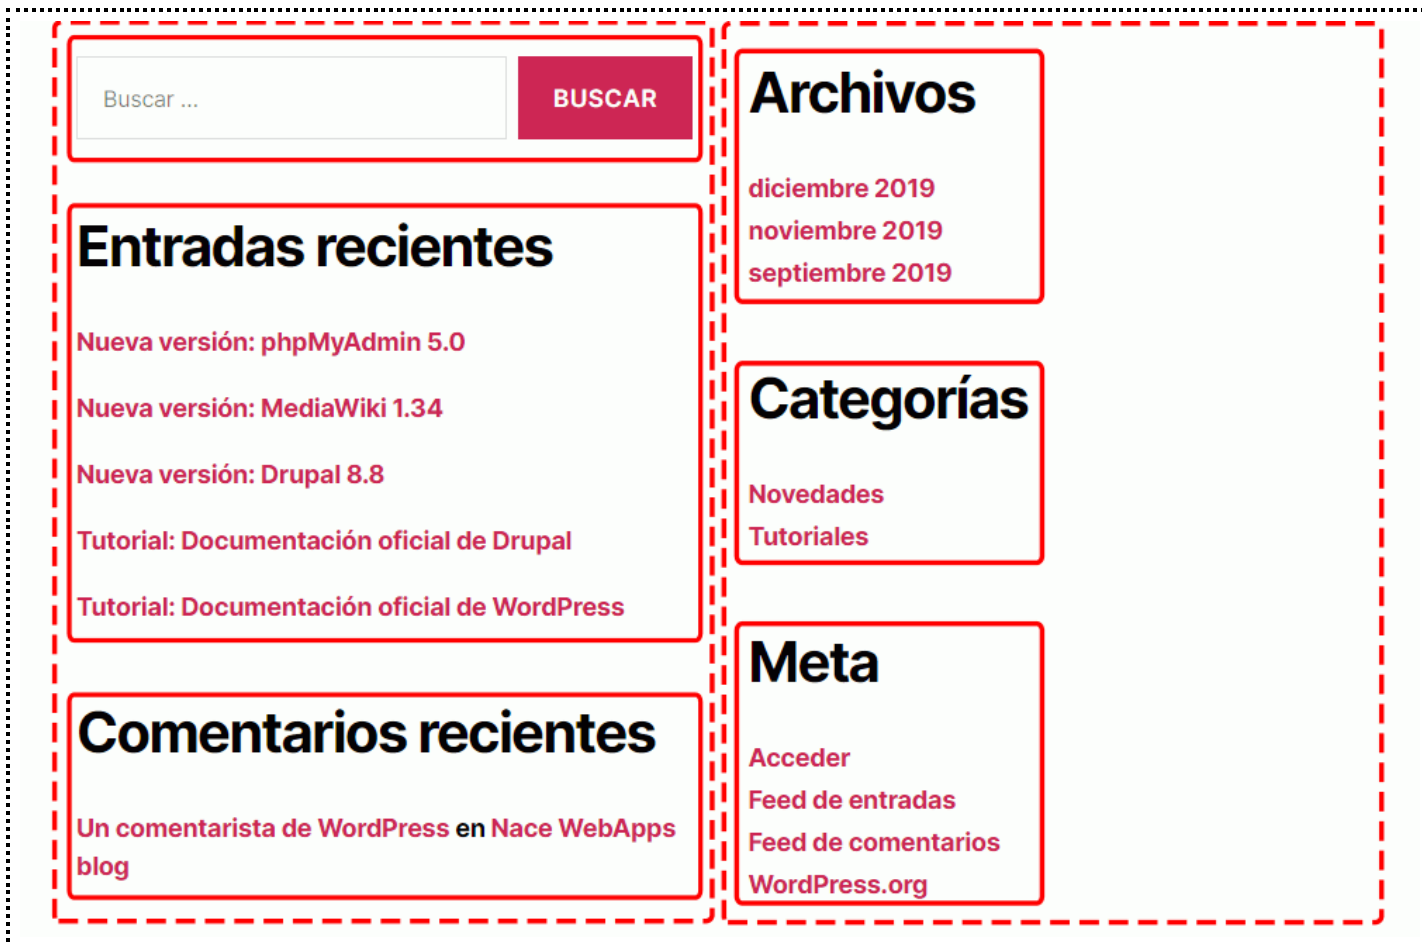 Buscar ...
BUSCAR
Entradas recientes
Nueva versión: phpMyAdmin 5.0
Nueva versión: MediaWiki 1.34
Nueva versión: Drupal 8.8
Tutorial: Documentación oficial de Drupal
Tutorial: Documentación oficial de WordPress
Comentarios recientes
Un comentarista de WordPress en Nace WebApps
blog
Archivos
diciembre 2019
noviembre 2019
septiembre 2019
Categorías
Novedades
Tutoriales
Meta
Acceder
Feed de entradas
Feed de comentarios
WordPress.org